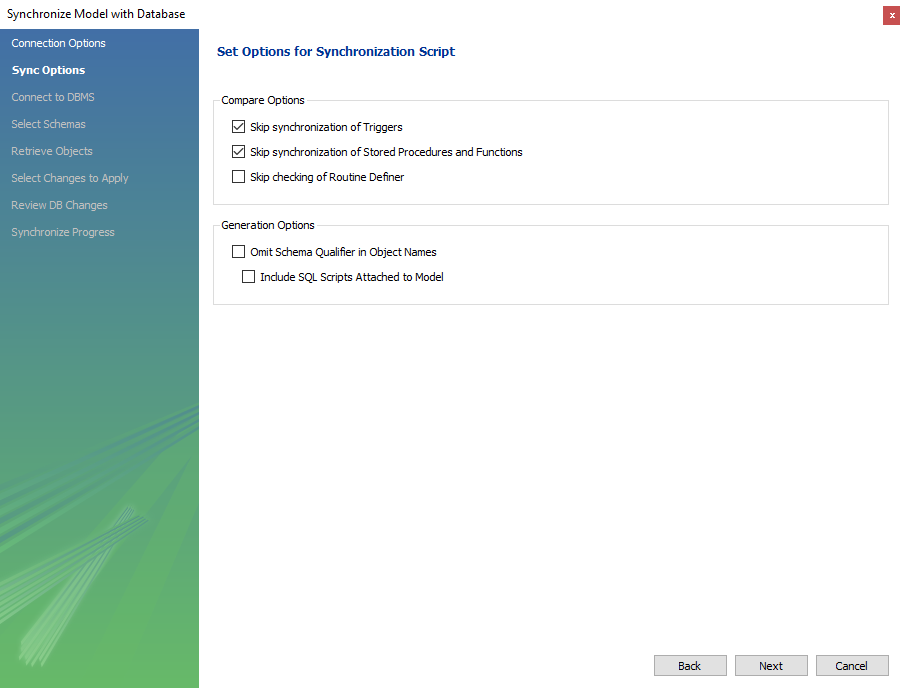 Synchronize Model with Database
x
Connection Options
Sync Options
Connect to DBMS
Select Schemas
Retrieve Objects
Select Changes to Apply
Review DB Changes
Synchronize Progress
Set Options for Synchronization Script
Compare Options
Skip synchronization of Triggers
Skip synchronization of Stored Procedures and Functions
Skip checking of Routine Definer
Generation Options
Omit Schema Qualifier in Object Names
Include SQL Scripts Attached to Model
Back
Next
Cancel